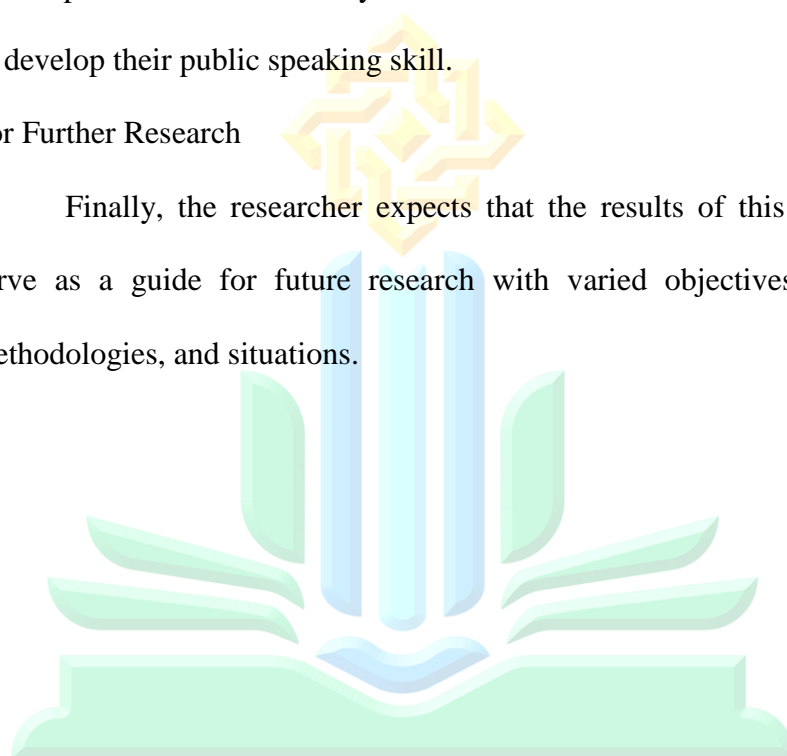 develop their public speaking skill.
or Further Research
Finally, the researcher expects that the results of this
rve as a guide for future research with varied objectives
ethodologies, and situations.